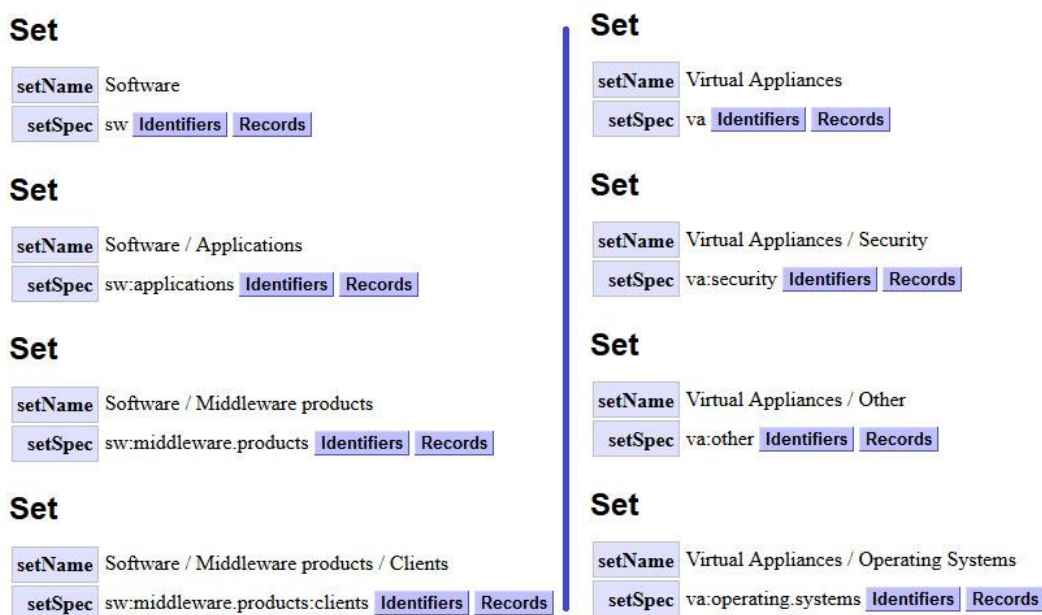 Set
setName Software
setSpec sw Identifiers Records
Set
setName Software / Applications
setSpec sw:applications Identifiers Records
Set
setName Software / Middleware products
setSpec sw:middleware.products Identifiers Records
Set
setName Software / Middleware products / Clients
setSpec sw:middleware.products:clients Identifiers Records
Set
setName Virtual Appliances
setSpec va Identifiers Records
Set
setName Virtual Appliances / Security
setSpec va:security Identifiers Records
Set
setName Virtual Appliances / Other
setSpec va:other Identifiers Records
Set
setName Virtual Appliances / Operating Systems
setSpec va:operating.systems Identifiers Records